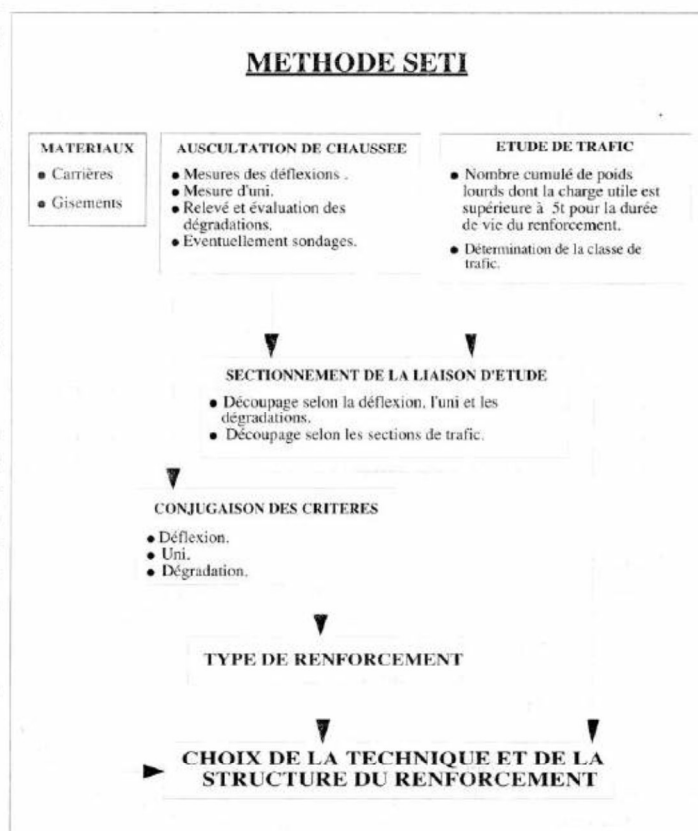 METHODE SETI
MATERIAUX
● Carrières
● Gisements
AUSCULTATION DE CHAUSSEE
● Mesures des déflexions .
● Mesure d'uni.
● Relevé et évaluation des
dégradations.
● Eventuellement sondages.
ETUDE DE TRAFIC
● Nombre cumulé de poids
lourds dont la charge utile est
supérieure à 5t pour la durée
de vie du renforcement.
● Détermination de la classe de
trafic.
SECTIONNEMENT DE LA LIAISON D'ETUDE
● Découpage selon la déflexion, l'uni et les
dégradations.
● Découpage selon les sections de trafic.
CONJUGAISON DES CRITERES
● Déflexion.
● Uni.
● Dégradation.
TYPE DE RENFORCEMENT
CHOIX DE LA TECHNIQUE ET DE LA
STRUCTURE DU RENFORCEMENT